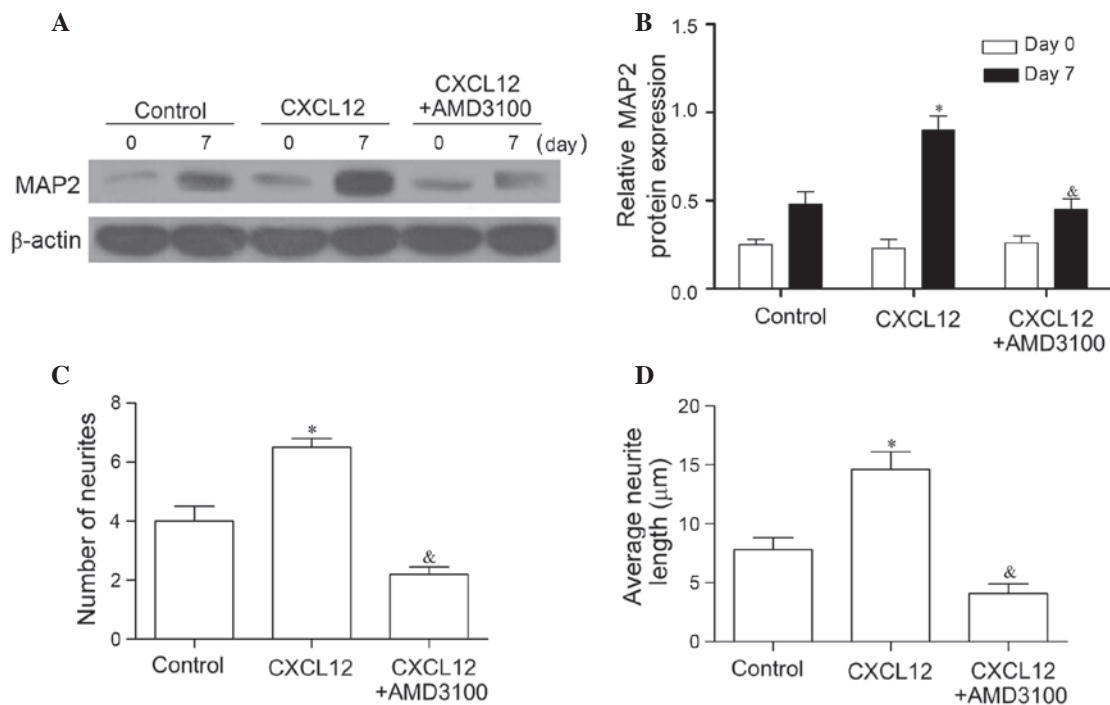 A
Control
CXCL12
CXCL12
+AMD3100
0 7 0 7 0 7 (day)
MAP2
β-actin
B
Relative MAP2
protein expression
1.5
1.0
0.5
0.0
Day 0
Day 7
*
&
Control
CXCL12
CXCL12
+AMD3100
C
Number of neurites
8
6
4
2
0
*
&
Control
CXCL12
CXCL12
+AMD3100
D
Average neurite
length (μm)
20
15
10
5
0
*
&
Control
CXCL12
CXCL12
+AMD3100